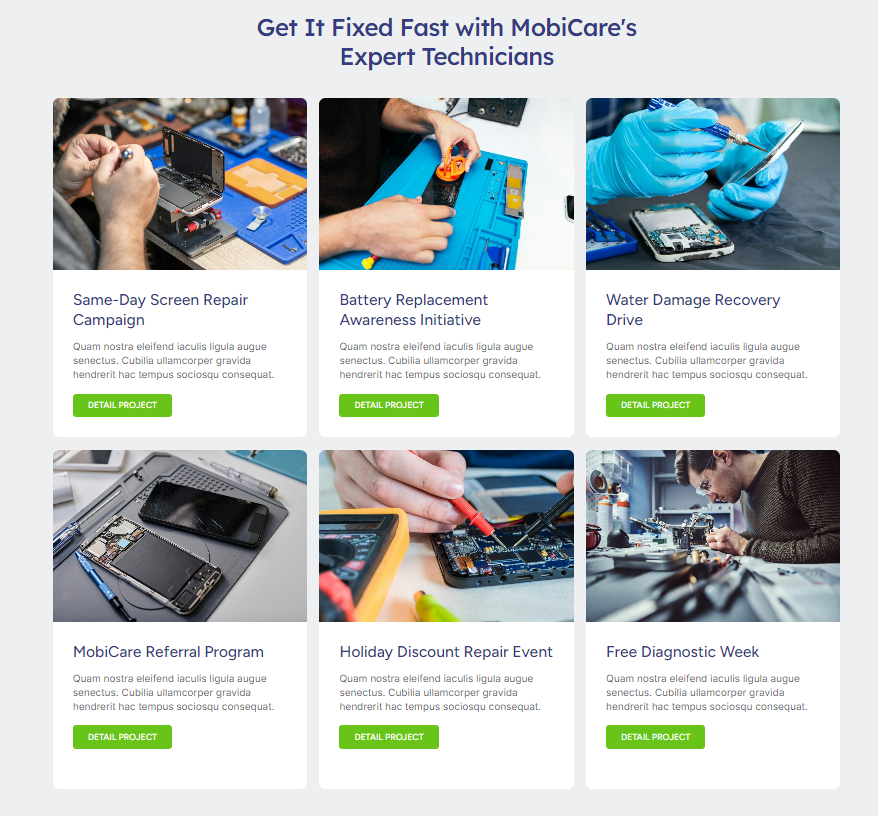 Get It Fixed Fast with MobiCare's
Expert Technicians
Same-Day Screen Repair
Campaign
Quam nostra eleifend iaculis ligula augue
senectus. Cubilia ullamcorper gravida
hendrerit hac tempus sociosqu consequat.
DETAIL PROJECT
Battery Replacement
Awareness Initiative
Quam nostra eleifend iaculis ligula augue
senectus. Cubilia ullamcorper gravida
hendrerit hac tempus sociosqu consequat.
DETAIL PROJECT
Water Damage Recovery
Drive
Quam nostra eleifend iaculis ligula augue
senectus. Cubilia ullamcorper gravida
hendrerit hac tempus sociosqu consequat.
DETAIL PROJECT
MobiCare Referral Program
Quam nostra eleifend iaculis ligula augue
senectus. Cubilia ullamcorper gravida
hendrerit hac tempus sociosqu consequat.
DETAIL PROJECT
Holiday Discount Repair Event
Quam nostra eleifend iaculis ligula augue
senectus. Cubilia ullamcorper gravida
hendrerit hac tempus sociosqu consequat.
DETAIL PROJECT
Free Diagnostic Week
Quam nostra eleifend iaculis ligula augue
senectus. Cubilia ullamcorper gravida
hendrerit hac tempus sociosqu consequat.
DETAIL PROJECT